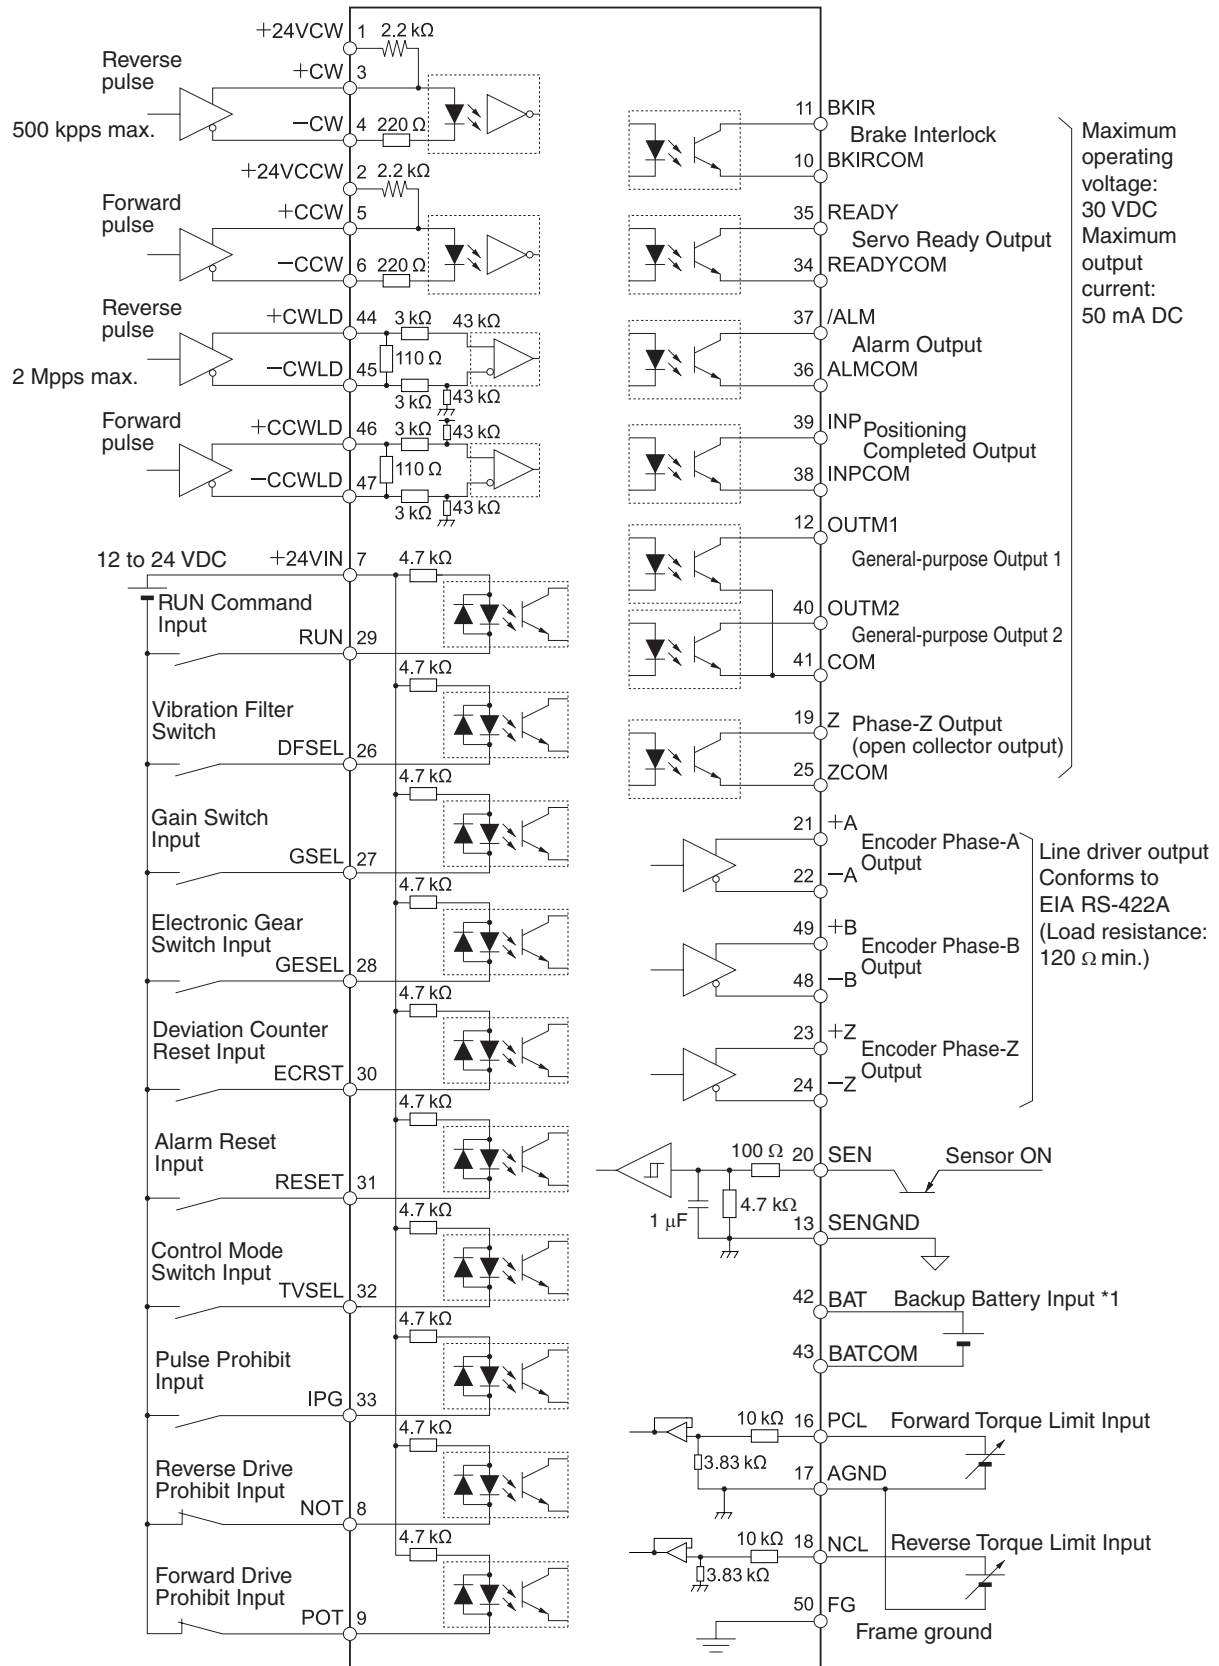 +24VCW 1 2.2 kΩ
Reverse
pulse
+CW 3
500 kpps max.
−CW 4 220 Ω
+24VCCW 2 2.2 kΩ
Forward
pulse
+CCW 5
−CCW 6 220 Ω
Reverse
pulse
+CWLD 44 3 kΩ 43 kΩ
110 Ω
2 Mpps max.
−CWLD 45
3 kΩ 43 kΩ
Forward
pulse
+CCWLD 46 3 kΩ 43 kΩ
110 Ω
−CCWLD 47
3 kΩ 43 kΩ
12 to 24 VDC
+24VIN 7 4.7 kΩ
RUN Command
Input
RUN 29
4.7 kΩ
Vibration Filter
Switch
DFSEL 26
4.7 kΩ
Gain Switch
Input
GSEL 27
4.7 kΩ
Electronic Gear
Switch Input
GESEL 28
4.7 kΩ
Deviation Counter
Reset Input
ECRST 30
4.7 kΩ
Alarm Reset
Input
RESET 31
4.7 kΩ
Control Mode
Switch Input
TVSEL 32
4.7 kΩ
Pulse Prohibit
Input
IPG 33
4.7 kΩ
Reverse Drive
Prohibit Input
NOT 8
4.7 kΩ
Forward Drive
Prohibit Input
POT 9
11 BKIR
Brake Interlock
10 BKIRCOM
35 READY
Servo Ready Output
34 READYCOM
37 /ALM
Alarm Output
36 ALMCOM
39 INP
Positioning
Completed Output
38 INPCOM
12 OUTM1
General-purpose Output 1
40 OUTM2
General-purpose Output 2
41 COM
19 Z
Phase-Z Output
(open collector output)
25 ZCOM
Maximum
operating
voltage:
30 VDC
Maximum
output
current:
50 mA DC
21 +A
Encoder Phase-A
Output
22 −A
49 +B
Encoder Phase-B
Output
48 −B
23 +Z
Encoder Phase-Z
Output
24 −Z
Line driver output
Conforms to
EIA RS-422A
(Load resistance:
120 Ω min.)
100 Ω 20 SEN Sensor ON
4.7 kΩ
1 μF
13 SENGND
42 BAT Backup Battery Input *1
43 BATCOM
10 kΩ 16 PCL Forward Torque Limit Input
3.83 kΩ
17 AGND
10 kΩ 18 NCL Reverse Torque Limit Input
3.83 kΩ
50 FG
Frame ground